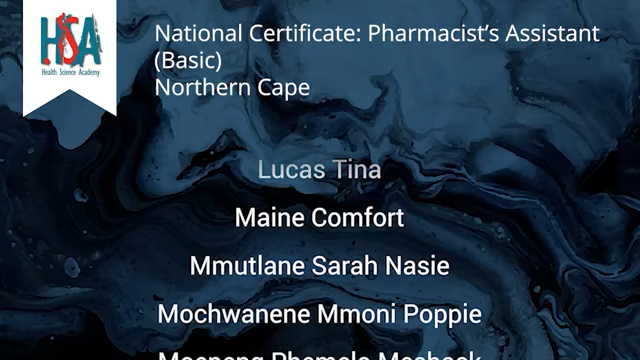 HSA
Health Science Academy
National Certificate: Pharmacist's Assistant
(Basic)
Northern Cape
Lucas Tina
Maine Comfort
Mmutlane Sarah Nasie
Mochwanene Mmoni Poppie